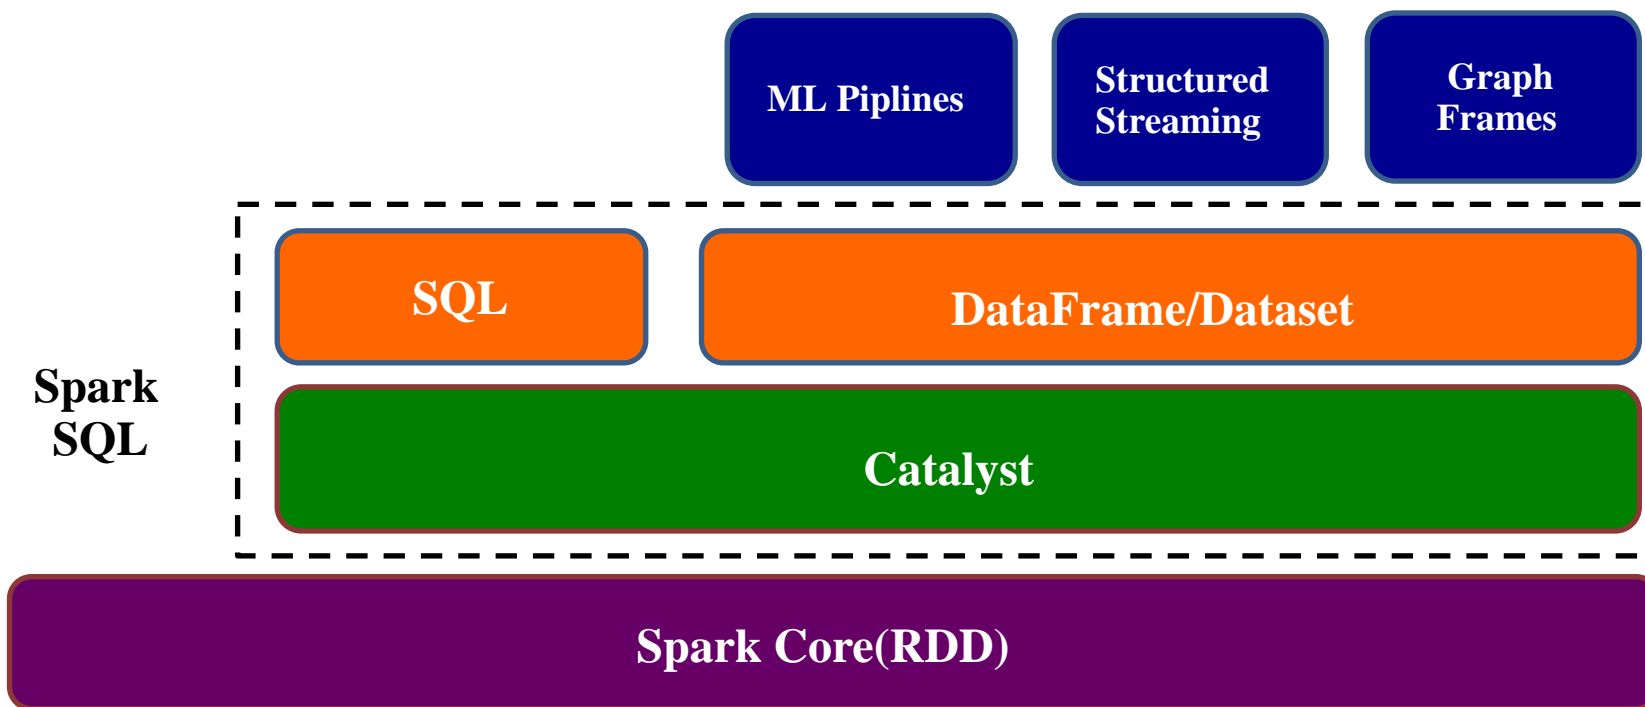 ML Piplines
Structured
Streaming
Graph
Frames
SQL
DataFrame/Dataset
Spark
SQL
Catalyst
Spark Core(RDD)